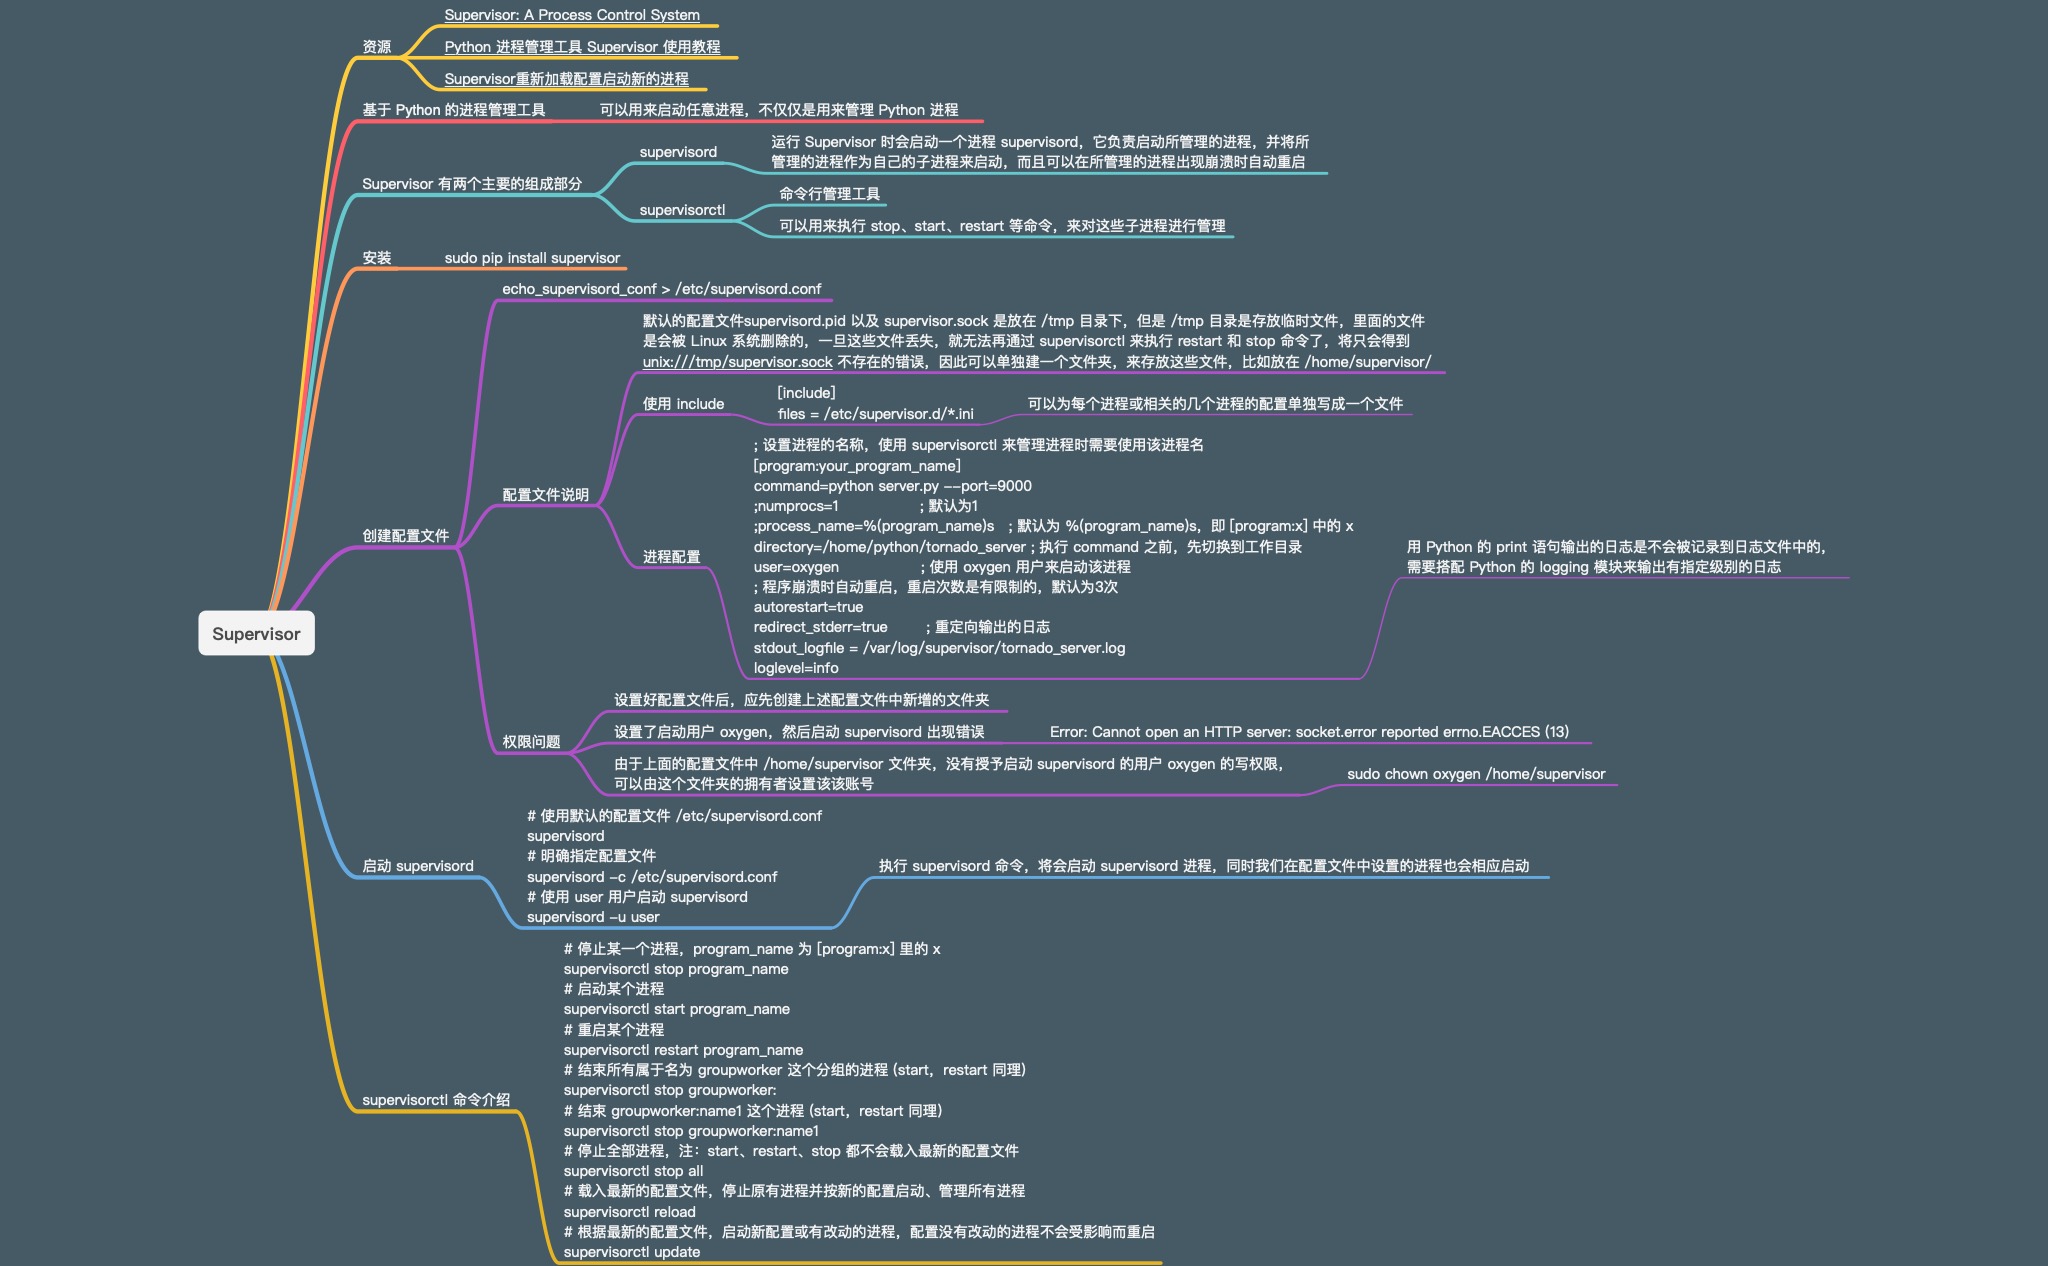 Supervisor
资源
Supervisor: A Process Control System
Python 进程管理工具 Supervisor 使用教程
Supervisor重新加载配置启动新的进程
基于 Python 的进程管理工具
可以用来启动任意进程，不仅仅是用来管理 Python 进程
Supervisor 有两个主要的组成部分
supervisord
运行 Supervisor 时会启动一个进程 supervisord，它负责启动所管理的进程，并将所
管理的进程作为自己的子进程来启动，而且可以在所管理的进程出现崩溃时自动重启
supervisorctl
命令行管理工具
可以用来执行 stop、start、restart 等命令，来对这些子进程进行管理
安装
sudo pip install supervisor
创建配置文件
echo_supervisord_conf > /etc/supervisord.conf
配置文件说明
默认的配置文件supervisord.pid 以及 supervisor.sock 是放在 /tmp 目录下，但是 /tmp 目录是存放临时文件，里面的文件
是会被 Linux 系统删除的，一旦这些文件丢失，就无法再通过 supervisorctl 来执行 restart 和 stop 命令了，将只会得到
unix:///tmp/supervisor.sock 不存在的错误，因此可以单独建一个文件夹，来存放这些文件，比如放在 /home/supervisor/
使用 include
[include]
files = /etc/supervisor.d/*.ini
可以为每个进程或相关的几个进程的配置单独写成一个文件
进程配置
; 设置进程的名称，使用 supervisorctl 来管理进程时需要使用该进程名
[program:your_program_name]
command=python server.py --port=9000
;numprocs=1 ; 默认为1
;process_name=%(program_name)s ; 默认为 %(program_name)s，即 [program:x] 中的 x
directory=/home/python/tornado_server ; 执行 command 之前，先切换到工作目录
user=oxygen ; 使用 oxygen 用户来启动该进程
; 程序崩溃时自动重启，重启次数是有限制的，默认为3次
autorestart=true
redirect_stderr=true ; 重定向输出的日志
stdout_logfile = /var/log/supervisor/tornado_server.log
loglevel=info
用 Python 的 print 语句输出的日志是不会被记录到日志文件中的，
需要搭配 Python 的 logging 模块来输出有指定级别的日志
权限问题
设置好配置文件后，应先创建上述配置文件中新增的文件夹
设置了启动用户 oxygen，然后启动 supervisord 出现错误
Error: Cannot open an HTTP server: socket.error reported errno.EACCES (13)
由于上面的配置文件中 /home/supervisor 文件夹，没有授予启动 supervisord 的用户 oxygen 的写权限，
可以由这个文件夹的拥有者设置该该账号
sudo chown oxygen /home/supervisor
启动 supervisord
# 使用默认的配置文件 /etc/supervisord.conf
supervisord
# 明确指定配置文件
supervisord -c /etc/supervisord.conf
# 使用 user 用户启动 supervisord
supervisord -u user
执行 supervisord 命令，将会启动 supervisord 进程，同时我们在配置文件中设置的进程也会相应启动
supervisorctl 命令介绍
# 停止某一个进程，program_name 为 [program:x] 里的 x
supervisorctl stop program_name
# 启动某个进程
supervisorctl start program_name
# 重启某个进程
supervisorctl restart program_name
# 结束所有属于名为 groupworker 这个分组的进程 (start，restart 同理)
supervisorctl stop groupworker:
# 结束 groupworker:name1 这个进程 (start，restart 同理)
supervisorctl stop groupworker:name1
# 停止全部进程，注：start、restart、stop 都不会载入最新的配置文件
supervisorctl stop all
# 载入最新的配置文件，停止原有进程并按新的配置启动、管理所有进程
supervisorctl reload
# 根据最新的配置文件，启动新配置或有改动的进程，配置没有改动的进程不会受影响而重启
supervisorctl update